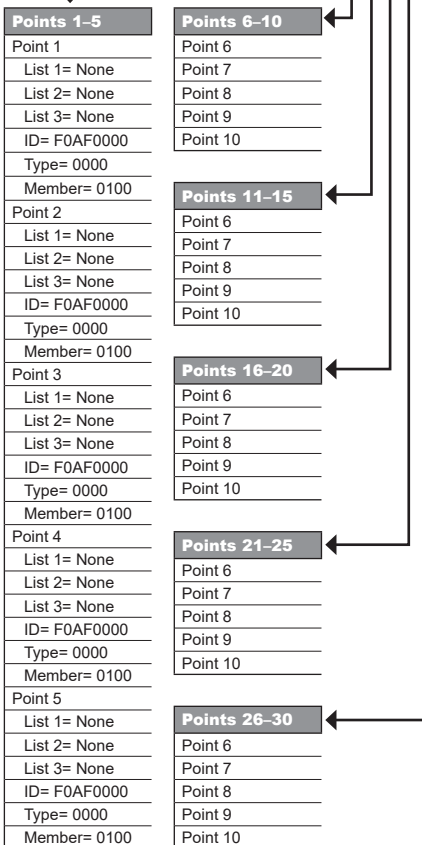 Points 1–5
Point 1
List 1= None
List 2= None
List 3= None
ID= F0AF0000
Type= 0000
Member= 0100
Point 2
List 1= None
List 2= None
List 3= None
ID= F0AF0000
Type= 0000
Member= 0100
Point 3
List 1= None
List 2= None
List 3= None
ID= F0AF0000
Type= 0000
Member= 0100
Point 4
List 1= None
List 2= None
List 3= None
ID= F0AF0000
Type= 0000
Member= 0100
Point 5
List 1= None
List 2= None
List 3= None
ID= F0AF0000
Type= 0000
Member= 0100
Points 6–10
Point 6
Point 7
Point 8
Point 9
Point 10
Points 11–15
Point 6
Point 7
Point 8
Point 9
Point 10
Points 16–20
Point 6
Point 7
Point 8
Point 9
Point 10
Points 21–25
Point 6
Point 7
Point 8
Point 9
Point 10
Points 26–30
Point 6
Point 7
Point 8
Point 9
Point 10